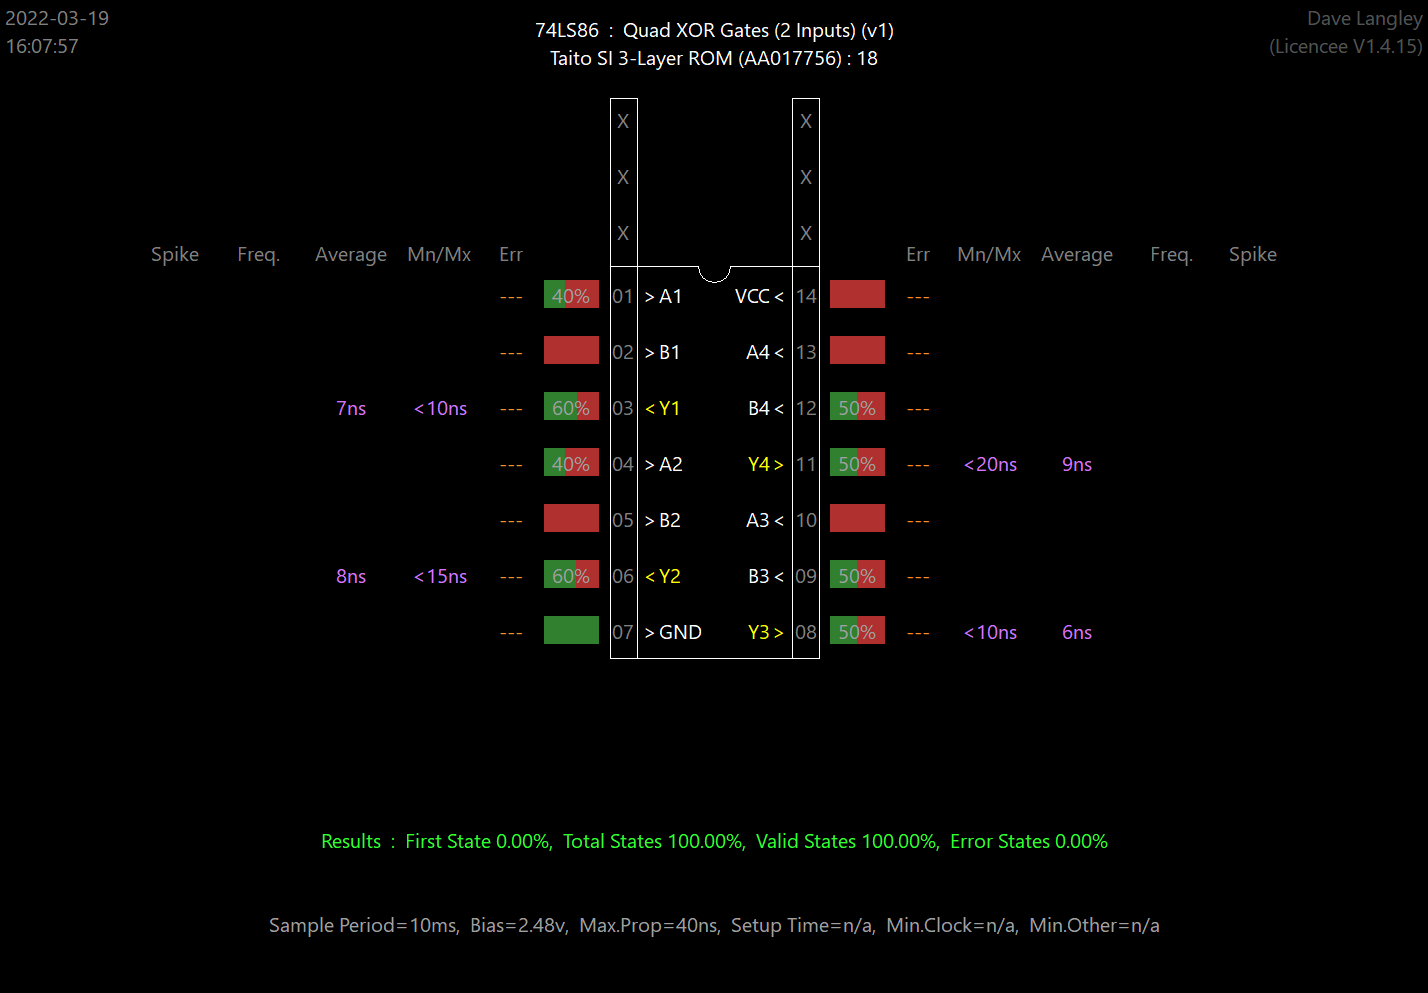 2022-03-19
16:07:57
74LS86 : Quad XOR Gates (2 Inputs) (v1)
Taito SI 3-Layer ROM (AA017756) : 18
Dave Langley
(Licencee V1.4.15)
X X
X X
X X
Spike Freq. Average Mn/Mx Err Err Mn/Mx Average Freq. Spike
--- 40% 01 >A1 VCC< 14 ---
--- 02 >B1 A4< 13 ---
7ns <10ns --- 60% 03 <Y1 B4< 12 50% ---
--- 40% 04 >A2 Y4> 11 50% --- <20ns 9ns
--- 05 >B2 A3< 10 ---
8ns <15ns --- 60% 06 <Y2 B3< 09 50% ---
--- 07 >GND Y3> 08 50% --- <10ns 6ns
Results : First State 0.00%, Total States 100.00%, Valid States 100.00%, Error States 0.00%
Sample Period=10ms, Bias=2.48v, Max.Prop=40ns, Setup Time=n/a, Min.Clock=n/a, Min.Other=n/a